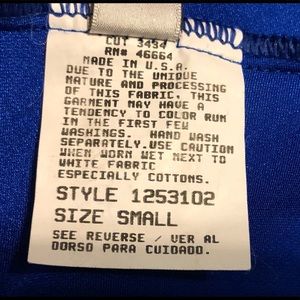 CUT 3494
RN# 46664
MADE IN U.S.A.
DUE TO THE UNIQUE
NATURE AND PROCESSING
OF THIS FABRIC, THIS
GARMENT MAY HAVE A
TENDENCY TO COLOR RUN
IN THE FIRST FEW
WASHINGS. HAND WASH
SEPARATELY.USE CAUTION
WHEN WORN WET NEXT TO
WHITE FABRIC
ESPECIALLY COTTONS.
STYLE 1253102
SIZE SMALL
SEE REVERSE / VER AL
DORSO PARA CUIDADO.